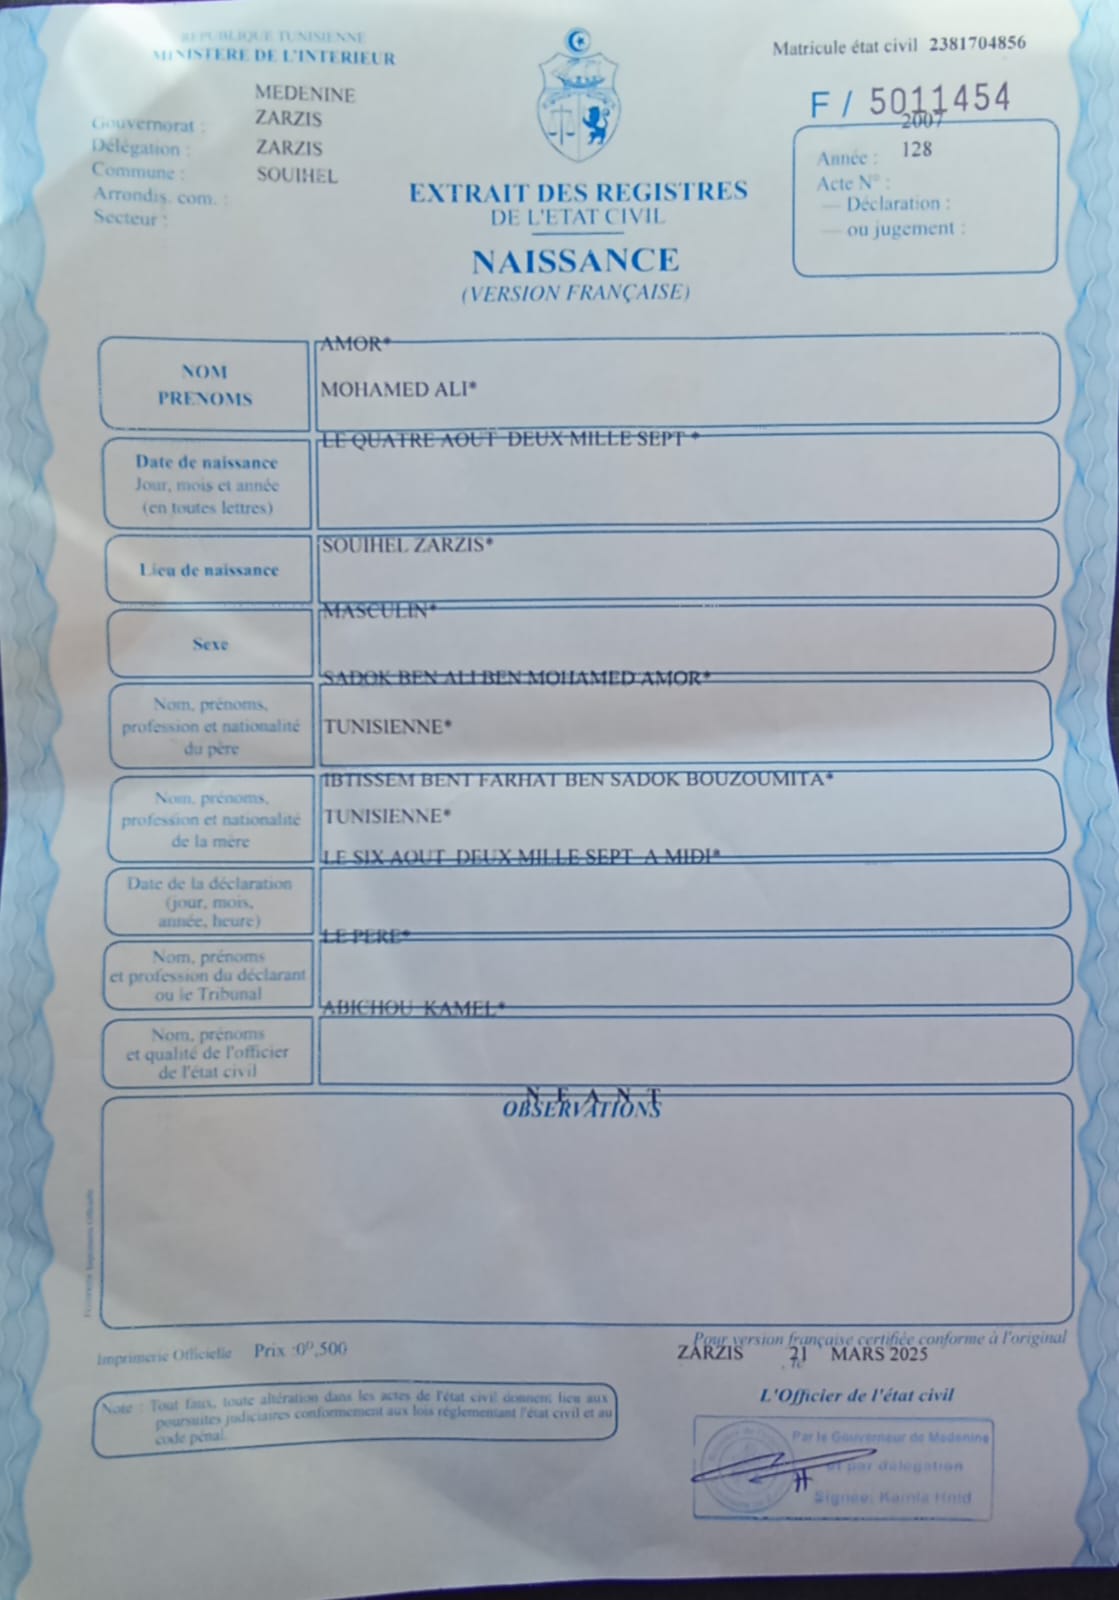 REPUBLIQUE TUNISIENNE
MINISTERE DE L'INTERIEUR
Matricule état civil 2381704856
F / 5011454
MEDENINE
Gouvernorat :
ZARZIS
Délégation :
ZARZIS
Commune :
SOUIHEL
Arrondis. com. :
Secteur :
2007
Année :
128
Acte N° :
— Déclaration :
— ou jugement :
EXTRAIT DES REGISTRES
DE L'ETAT CIVIL
NAISSANCE
(VERSION FRANÇAISE)
NOM
PRENOMS
AMOR*
MOHAMED ALI*
Date de naissance
Jour, mois et année
(en toutes lettres)
LE QUATRE AOUT DEUX MILLE SEPT *
Lieu de naissance
SOUIHEL ZARZIS*
Sexe
MASCULIN*
Nom, prénoms,
profession et nationalité
du père
SADOK BEN ALI BEN MOHAMED AMOR*
TUNISIENNE*
Nom, prénoms,
profession et nationalité
de la mère
IBTISSEM BENT FARHAT BEN SADOK BOUZOUMITA*
TUNISIENNE*
Date de la déclaration
(jour, mois,
année, heure)
LE SIX AOUT DEUX MILLE SEPT A MIDI*
Nom, prénoms
et profession du déclarant
ou le Tribunal
LE PERE*
Nom, prénoms
et qualité de l'officier
de l'état civil
ABICHOU KAMEL*
N E A N T
OBSERVATIONS
Imprimerie Officielle Prix :0ᴰ,500
Pour version française certifiée conforme à l'original
ZARZIS 21 MARS 2025
L'Officier de l'état civil
Note : Tout faux, toute altération dans les actes de l'état civil donnent lieu aux
poursuites judiciaires conformement aux lois réglementant l'état civil et au
code pénal.
Par le Gouverneur de Medenine
et par délégation
Signée: Kamla Hnid